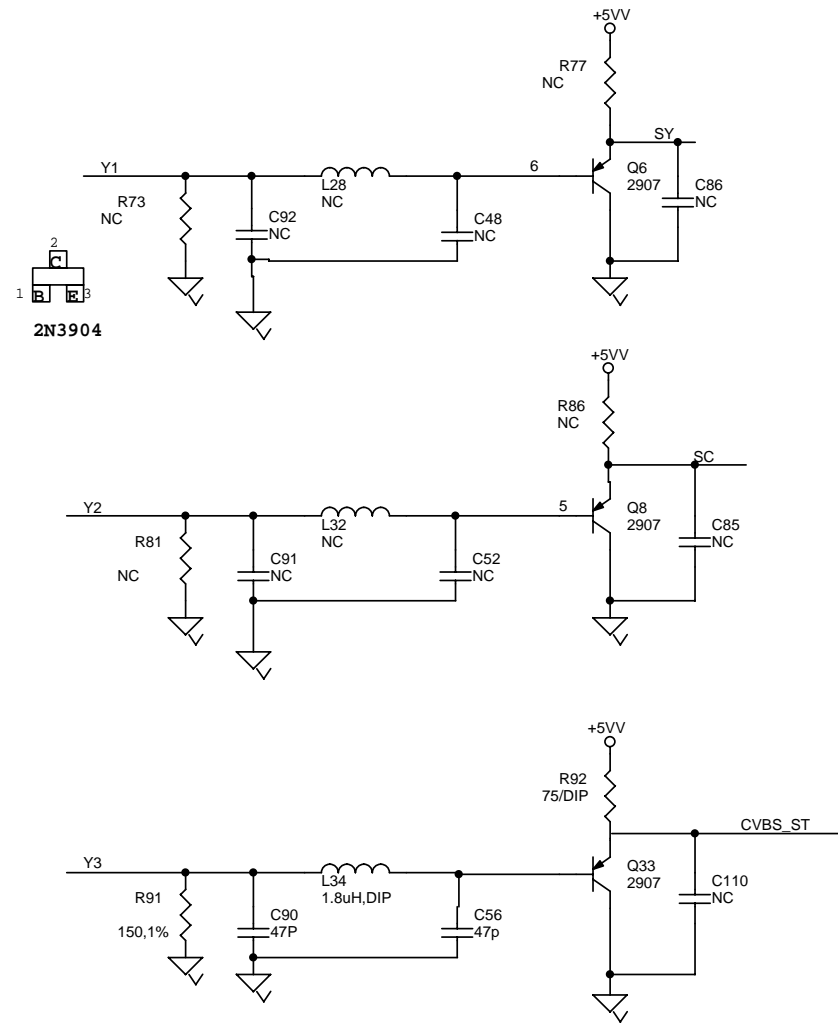 +5VV
R77
NC
SY
Y1
6
Q6
2907
C86
NC
R73
NC
L28
NC
C92
NC
C48
NC
2
C
1
B
E
3
2N3904
+5VV
R86
NC
SC
Y2
5
Q8
2907
C85
NC
R81
NC
L32
NC
C91
NC
C52
NC
+5VV
R92
75/DIP
CVBS_ST
Y3
Q33
2907
C110
NC
R91
150,1%
L34
1.8uH,DIP
C90
47P
C56
47p